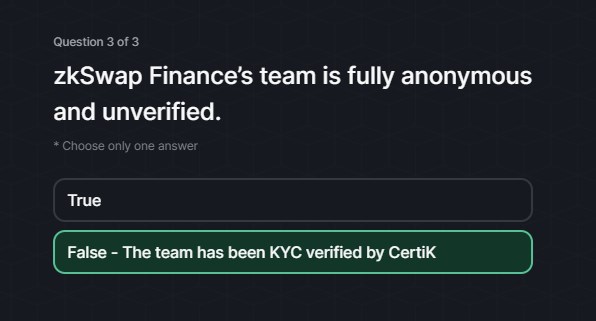 Question 3 of 3
zkSwap Finance’s team is fully anonymous
and unverified.
* Choose only one answer
True
False - The team has been KYC verified by CertiK